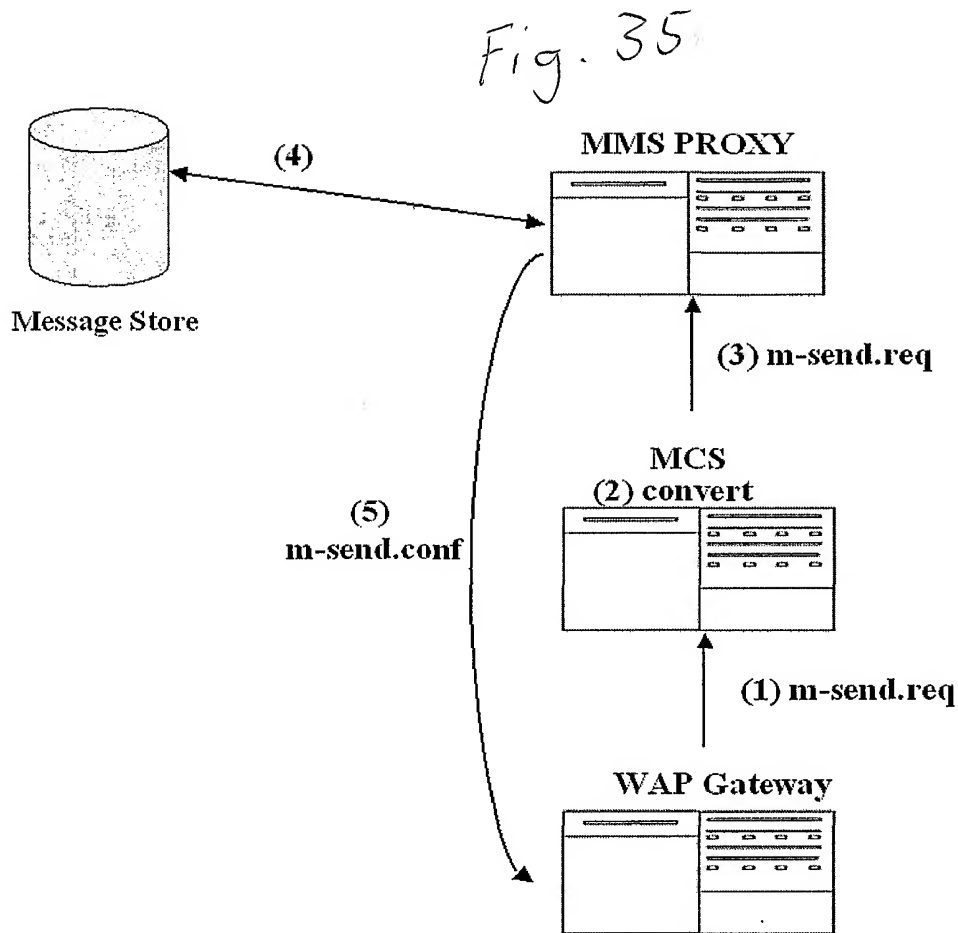 Fig. 35
(4)
MMS PROXY
Message Store
(3) m-send.req
MCS
(2) convert
(5)
m-send.conf
(1) m-send.req
WAP Gateway